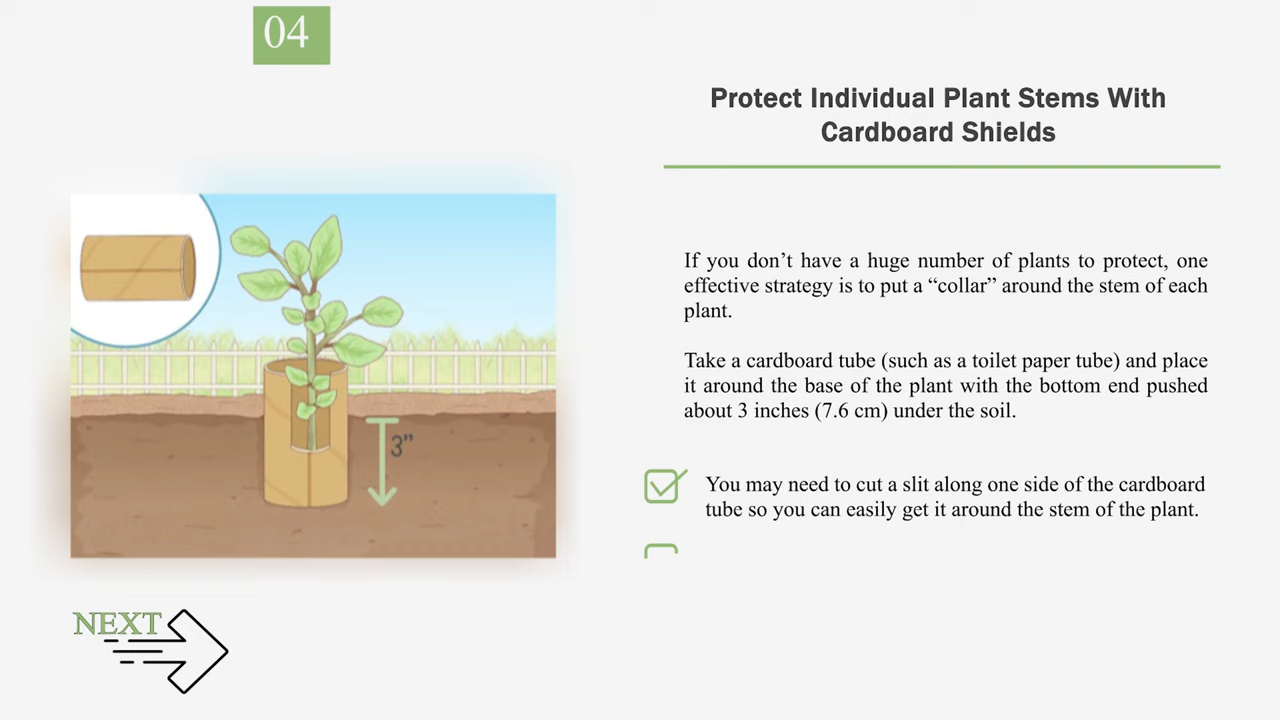 04
Protect Individual Plant Stems With
Cardboard Shields
If you don’t have a huge number of plants to protect, one
effective strategy is to put a “collar” around the stem of each
plant.
Take a cardboard tube (such as a toilet paper tube) and place
it around the base of the plant with the bottom end pushed
about 3 inches (7.6 cm) under the soil.
3”
You may need to cut a slit along one side of the cardboard
tube so you can easily get it around the stem of the plant.
NEXT